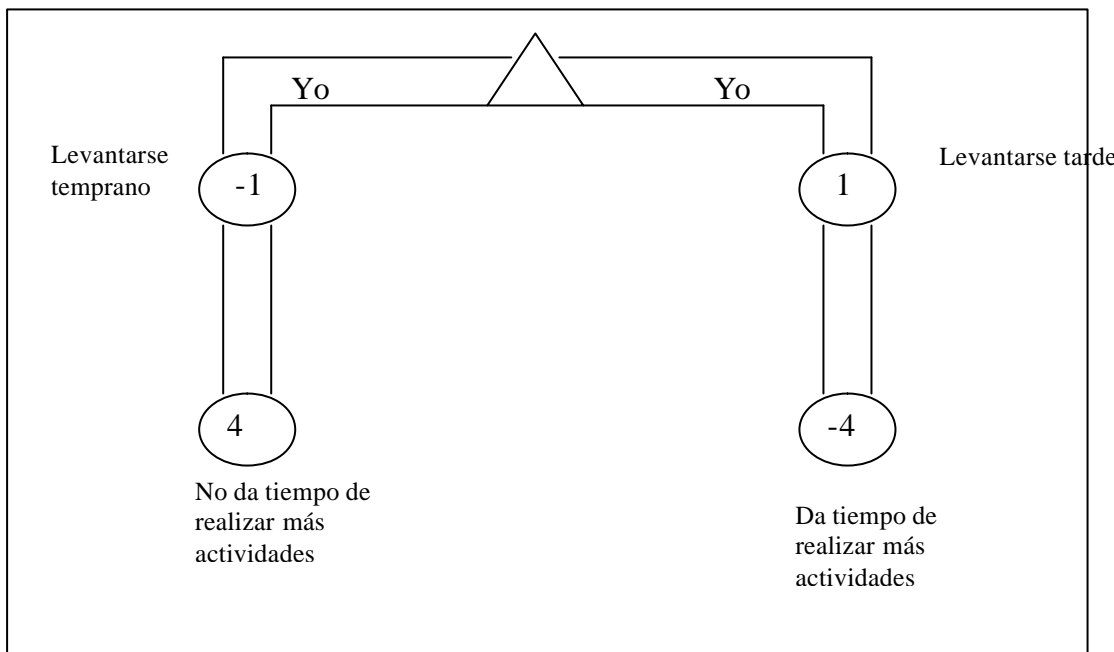 Yo
Yo
Levantarse
temprano
-1
1
Levantarse tarde
4
-4
No da tiempo de
realizar más
actividades
Da tiempo de
realizar más
actividades